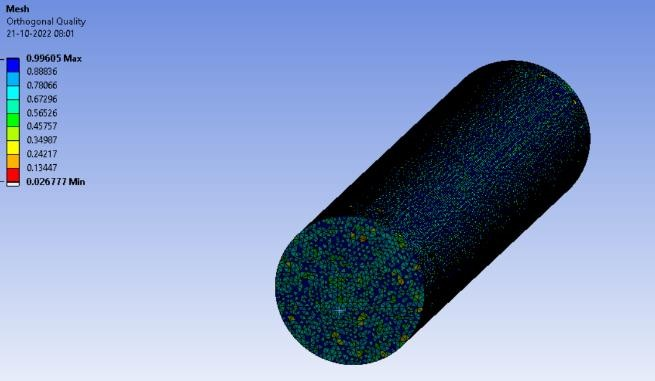 Mesh
Orthogonal Quality
21-10-2022 08:01
0.99605 Max
0.88836
0.78066
0.67296
0.56526
0.45757
0.34987
0.24217
0.13447
0.026777 Min